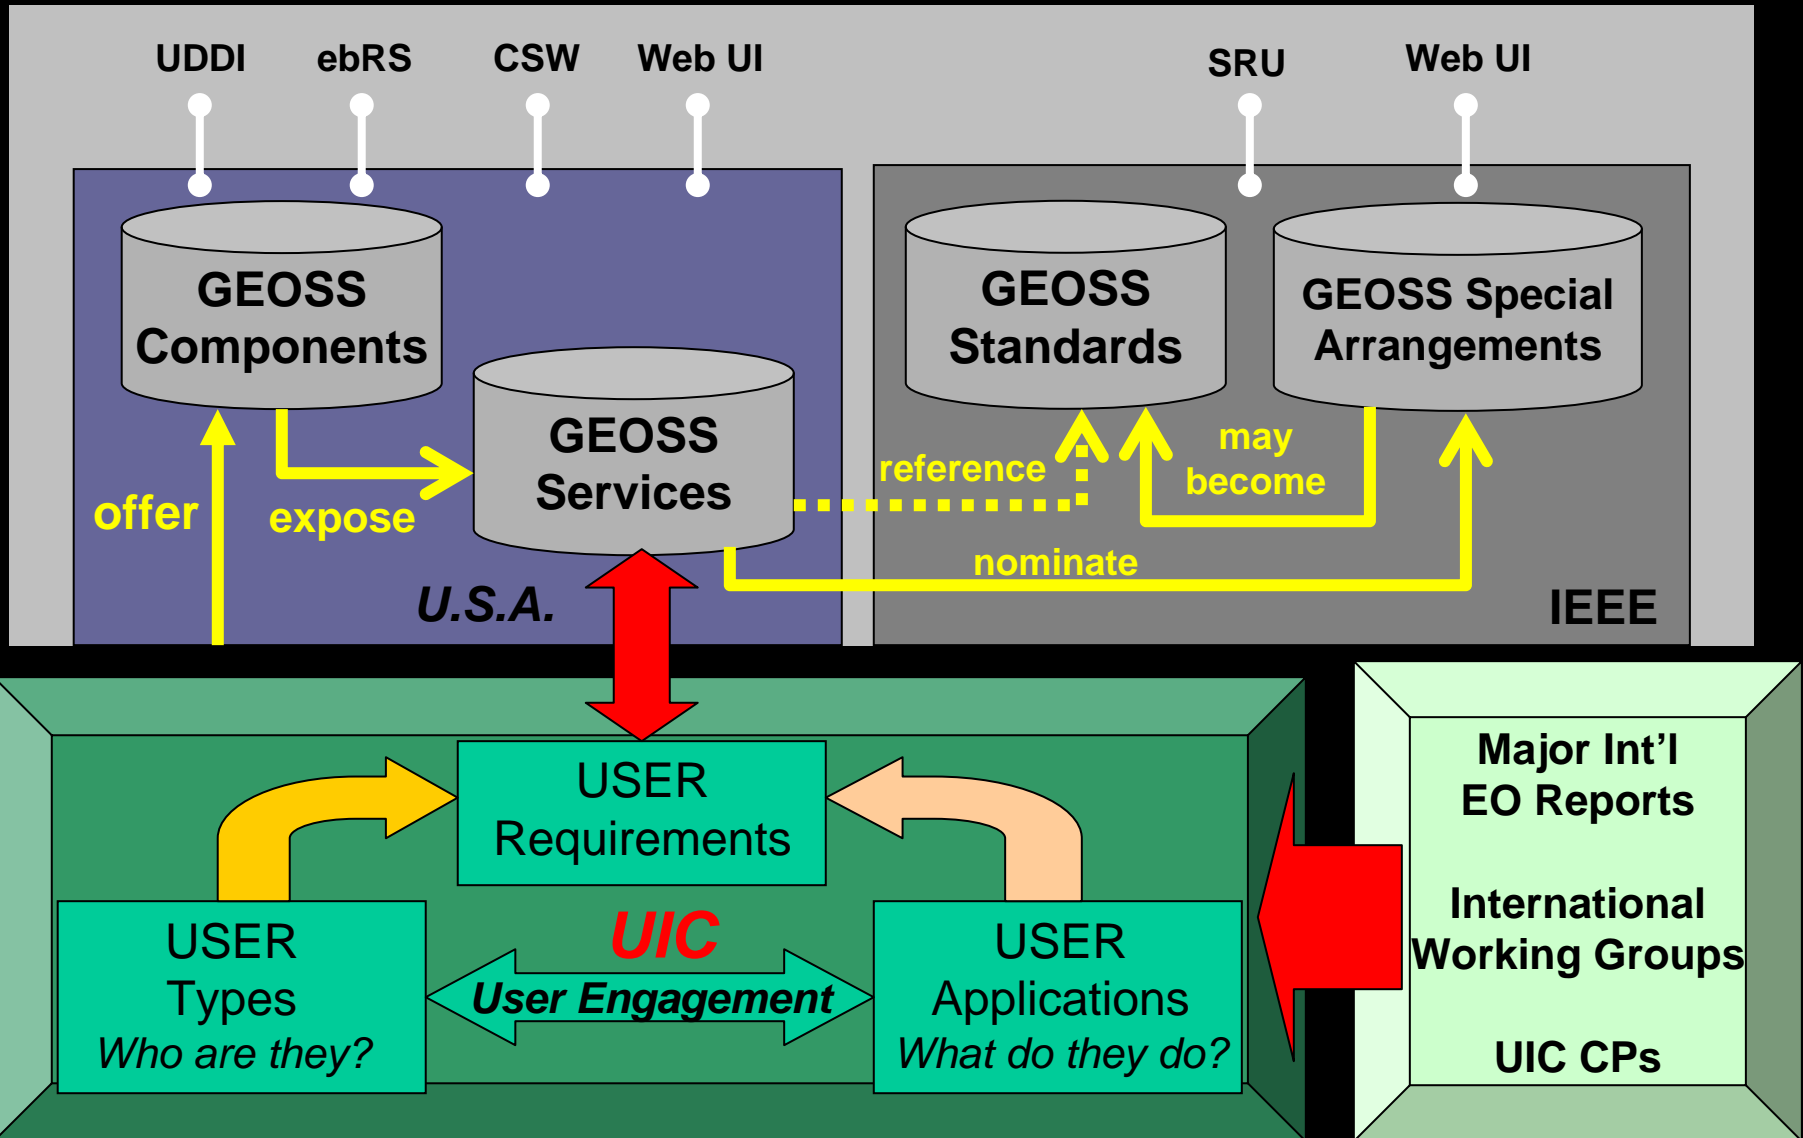 UDDI
ebRS
CSW
Web UI
SRU
Web UI
GEOSS
Components
GEOSS
Services
GEOSS
Standards
GEOSS Special
Arrangements
offer
expose
reference
may
become
nominate
U.S.A.
IEEE
USER
Requirements
USER
Types
Who are they?
UIC
User Engagement
USER
Applications
What do they do?
Major Int'l
EO Reports
International
Working Groups
UIC CPs